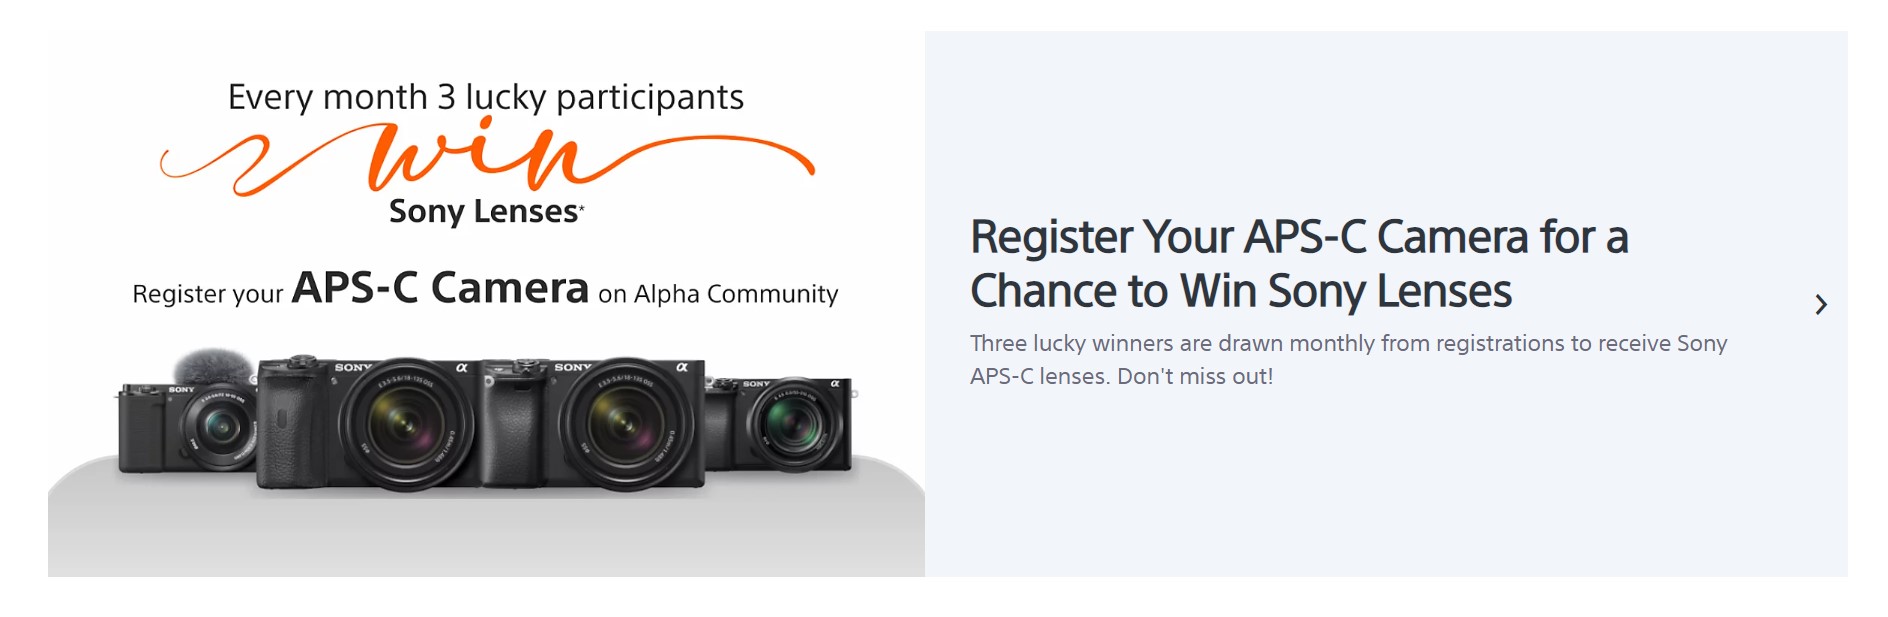 Every month 3 lucky participants
win
Sony Lenses*
Register your APS-C Camera on Alpha Community
SONY
SONY α
SONY α
SONY α
Register Your APS-C Camera for a
Chance to Win Sony Lenses
Three lucky winners are drawn monthly from registrations to receive Sony
APS-C lenses. Don't miss out!